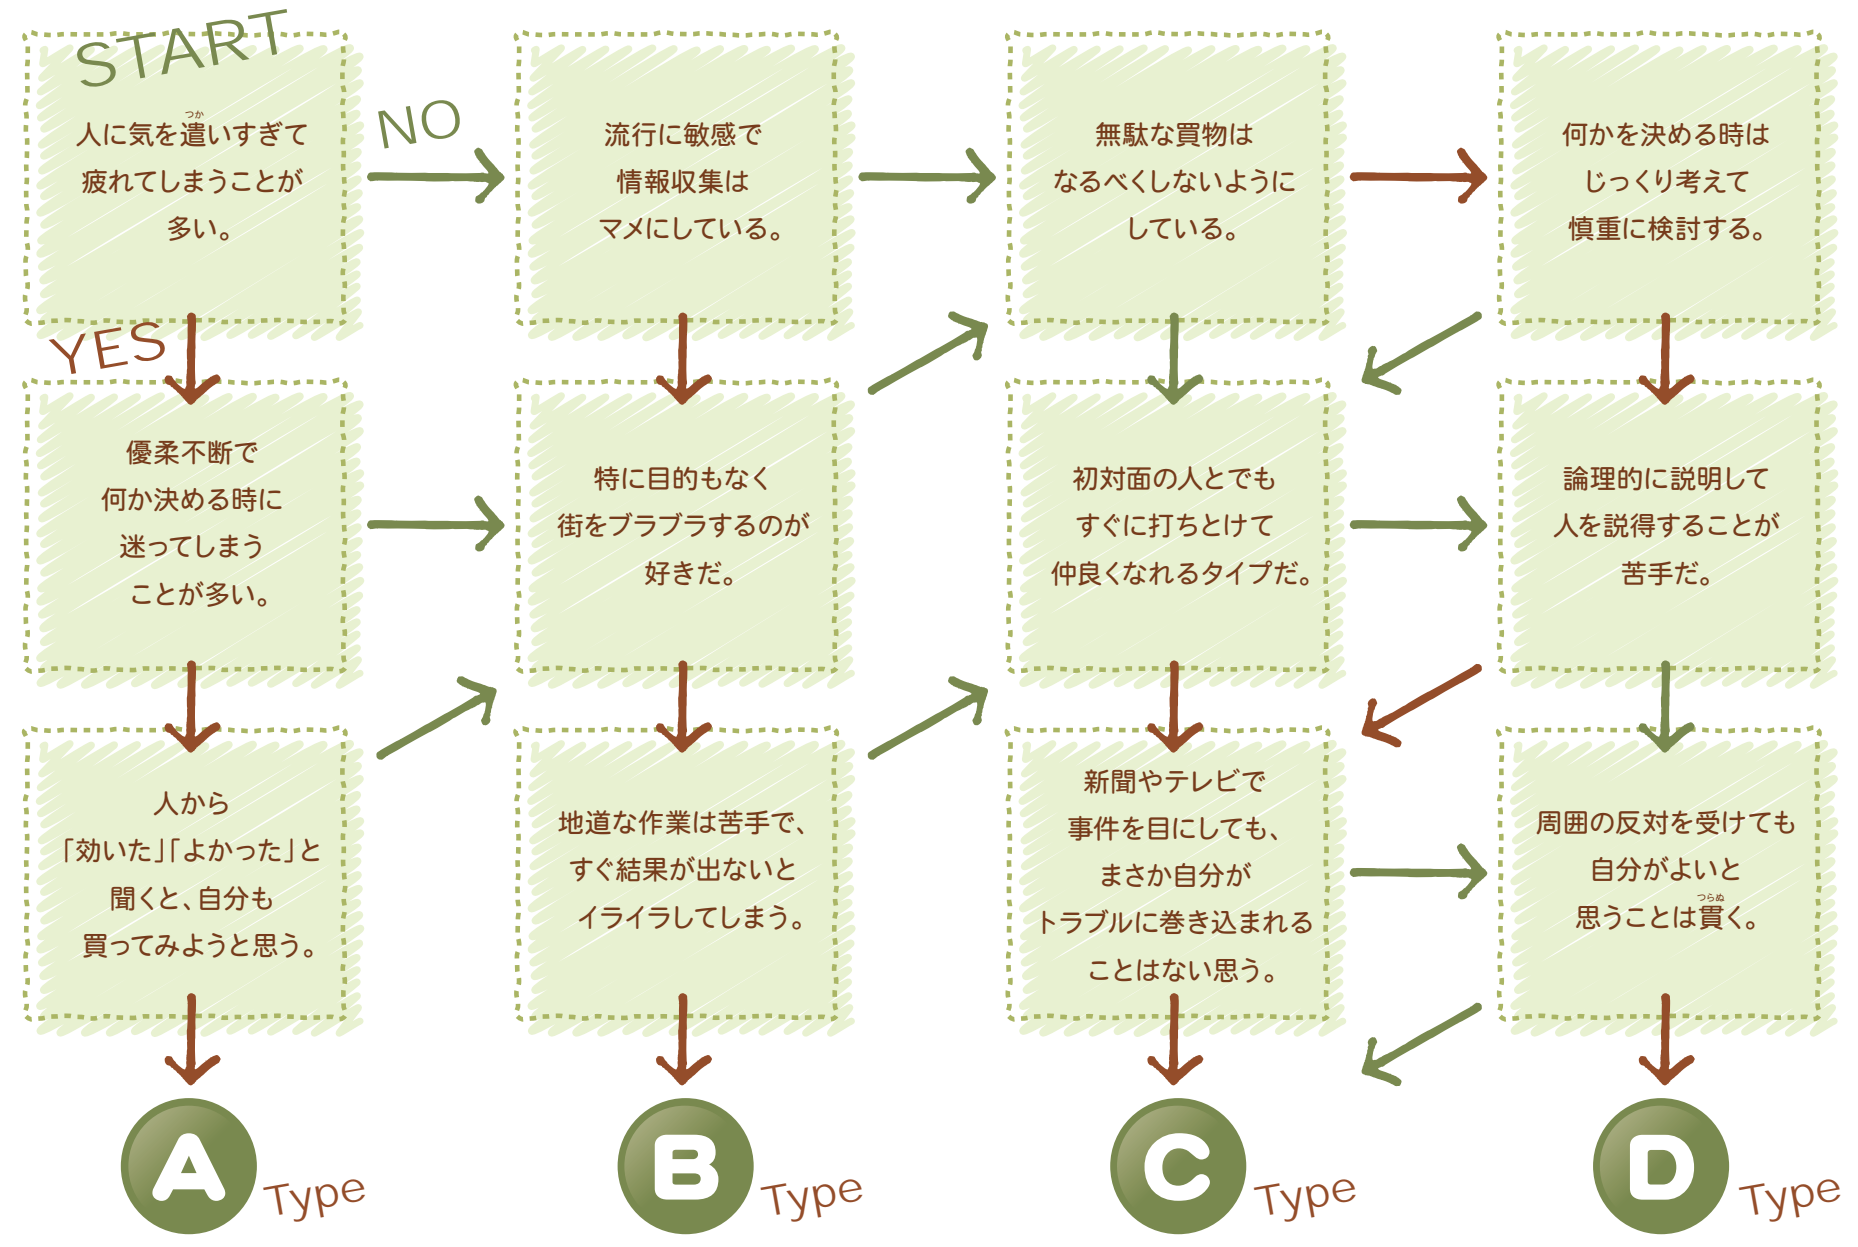 START
人に気を遣いすぎて
つか
疲れてしまうことが
多い。
NO
流行に敏感で
情報収集は
マメにしている。
無駄な買物は
なるべくしないように
している。
何かを決める時は
じっくり考えて
慎重に検討する。
YES
優柔不断で
何か決める時に
迷ってしまう
ことが多い。
特に目的もなく
街をブラブラするのが
好きだ。
初対面の人とでも
すぐに打ちとけて
仲良くなれるタイプだ。
論理的に説明して
人を説得することが
苦手だ。
人から
「効いた」「よかった」と
聞くと、自分も
買ってみようと思う。
地道な作業は苦手で、
すぐ結果が出ないと
イライラしてしまう。
新聞やテレビで
事件を目にしても、
まさか自分が
トラブルに巻き込まれる
ことはない思う。
周囲の反対を受けても
自分がよいと
つらぬ
思うことは貫く。
A Type
B Type
C Type
D Type